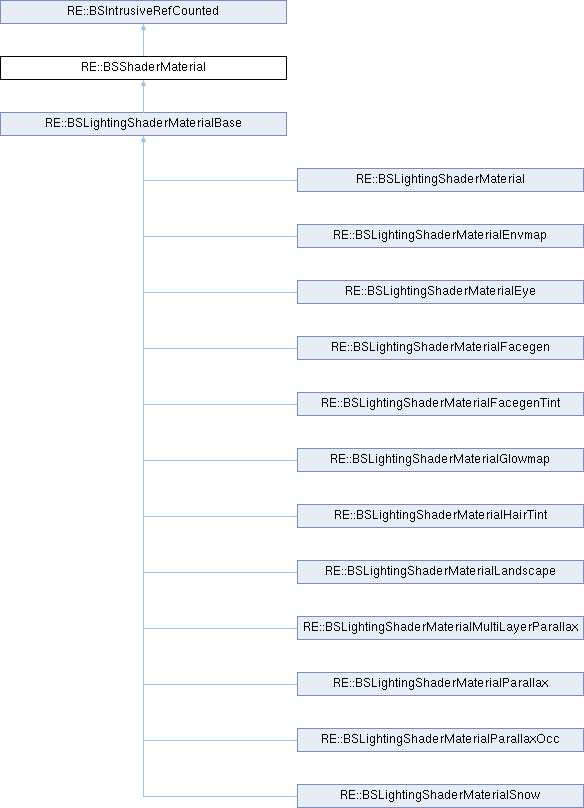 RE::BSIntrusiveRefCounted
RE::BSShaderMaterial
RE::BSLightingShaderMaterialBase
RE::BSLightingShaderMaterial
RE::BSLightingShaderMaterialEnvmap
RE::BSLightingShaderMaterialEye
RE::BSLightingShaderMaterialFacegen
RE::BSLightingShaderMaterialFacegenTint
RE::BSLightingShaderMaterialGlowmap
RE::BSLightingShaderMaterialHairTint
RE::BSLightingShaderMaterialLandscape
RE::BSLightingShaderMaterialMultiLayerParallax
RE::BSLightingShaderMaterialParallax
RE::BSLightingShaderMaterialParallaxOcc
RE::BSLightingShaderMaterialSnow